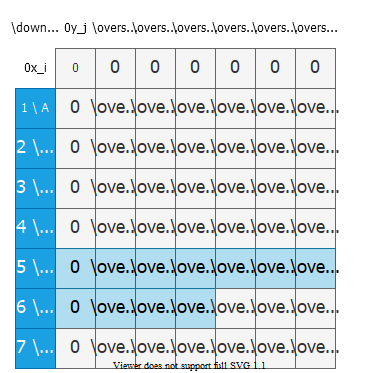 \down... 0y_j \overs... \overs... \overs... \overs... \overs... \overs...
0x_i 0 0 0 0 0 0 0
1 \ A 0 \ove... \ove... \ove... \ove... \ove... \ove...
2 \... 0 \ove... \ove... \ove... \ove... \ove... \ove...
3 \... 0 \ove... \ove... \ove... \ove... \ove... \ove...
4 \... 0 \ove... \ove... \ove... \ove... \ove... \ove...
5 \... 0 \ove... \ove... \ove... \ove... \ove... \ove...
6 \... 0 \ove... \ove... \ove... \ove... \ove... \ove...
7 \... 0 \ove... \ove... \ove... \ove... \ove... \ove...
Viewer does not support full SVG 1.1